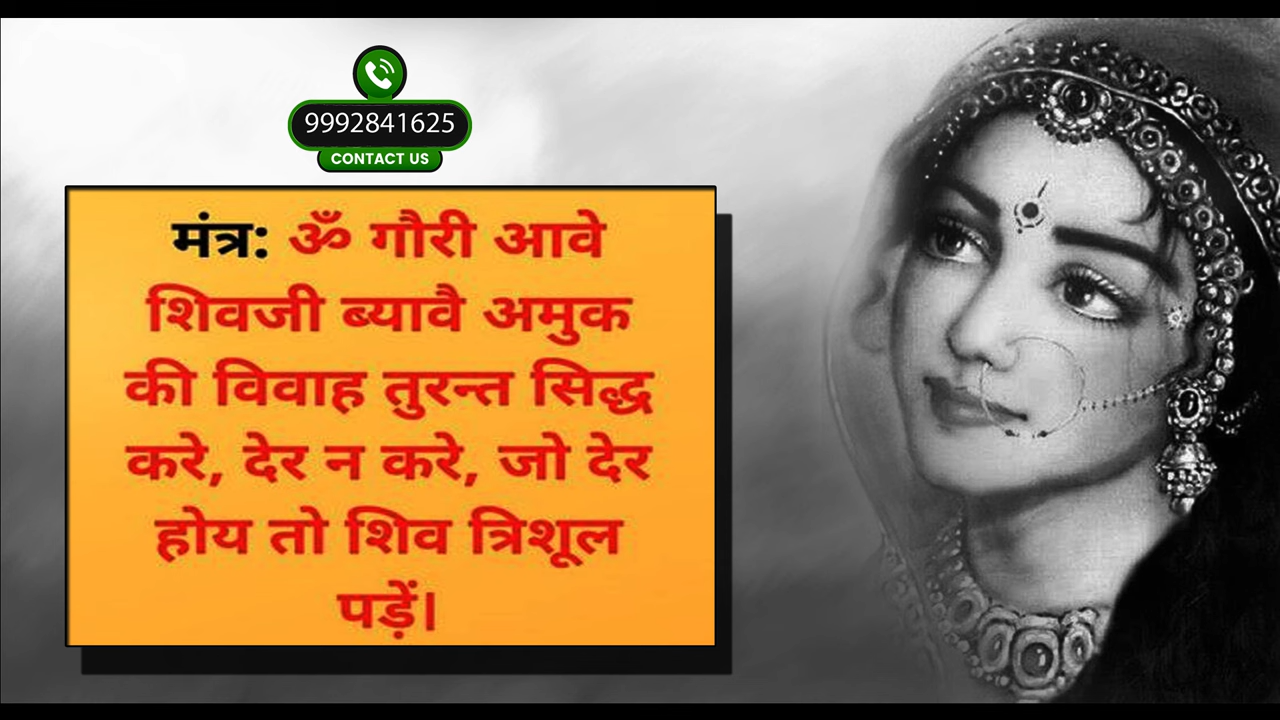 9992841625
CONTACT US
मंत्र: ॐ गौरी आवे
शिवजी ब्यावै अमुक
की विवाह तुरन्त सिद्ध
करे, देर न करे, जो देर
होय तो शिव त्रिशूल
पड़ें।